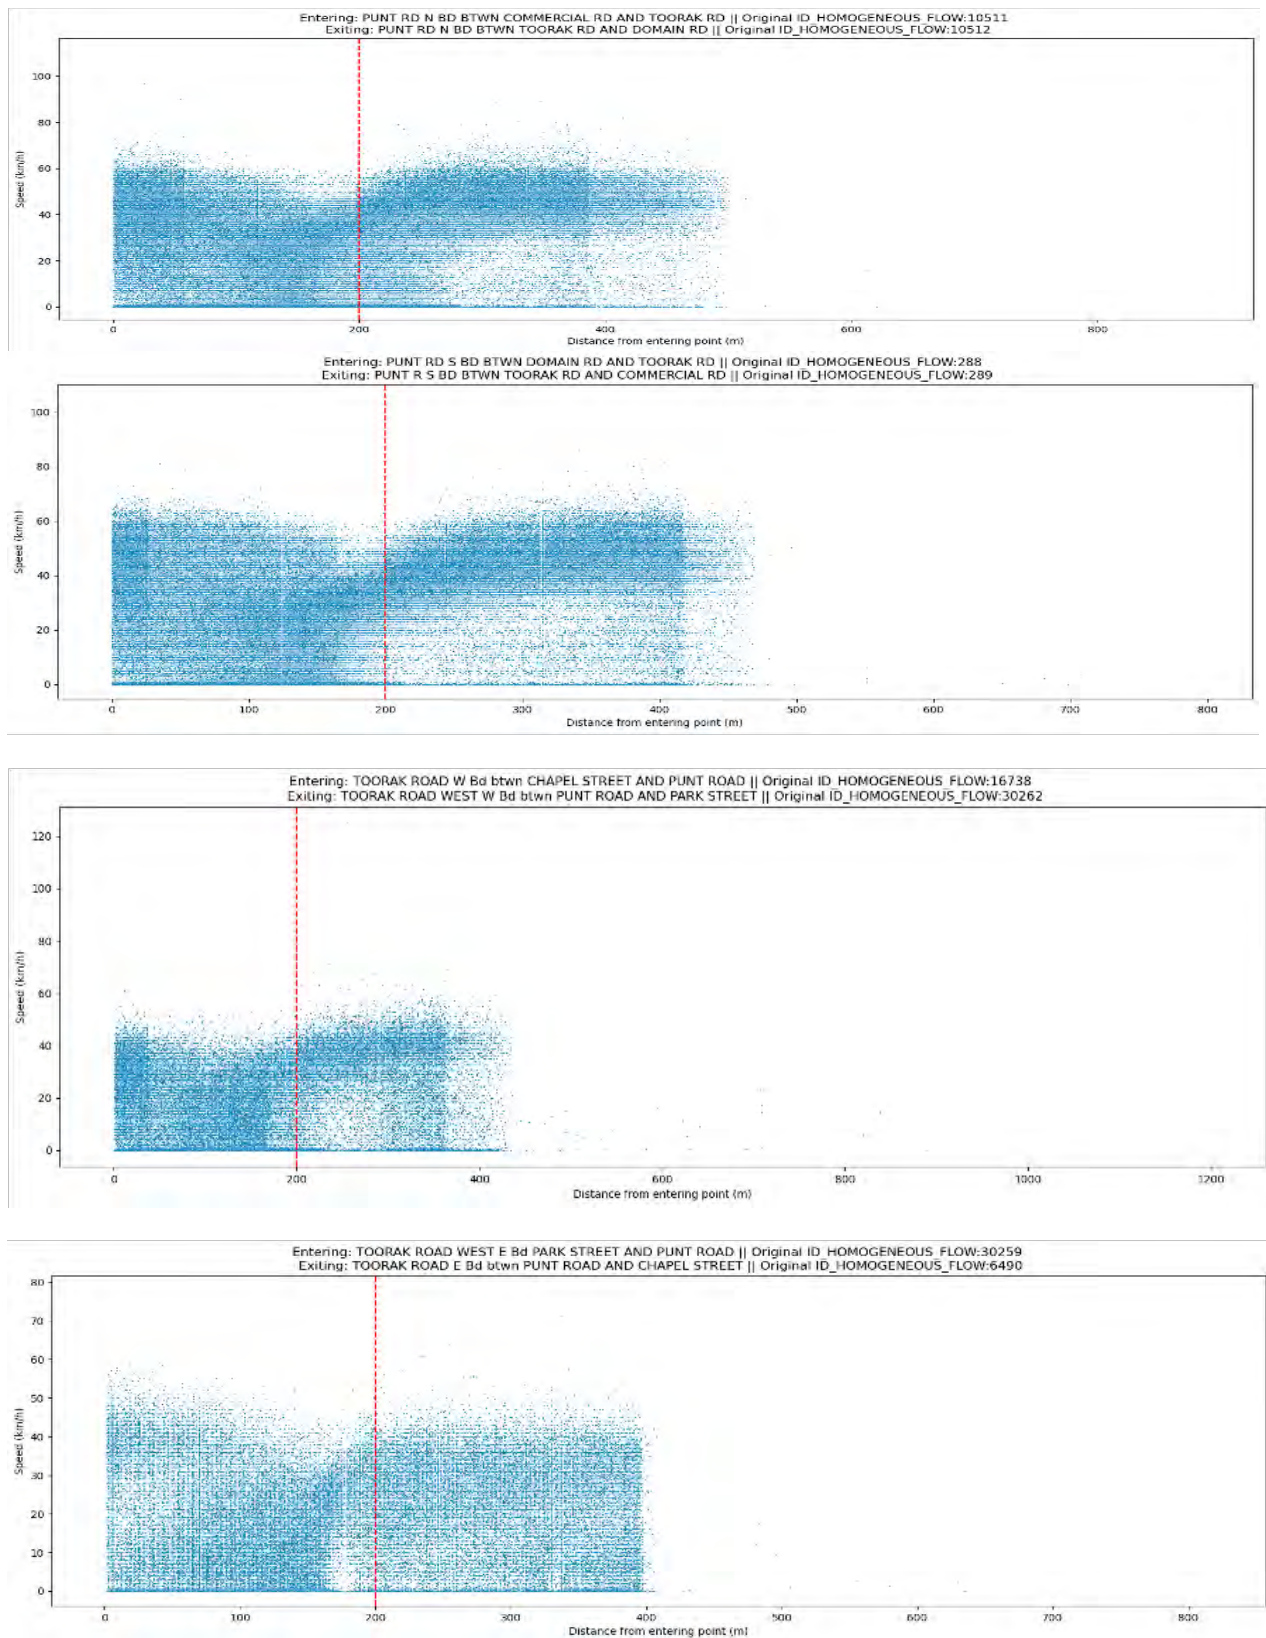 Entering: PUNT RD N BD BTWN COMMERCIAL RD AND TOORAK RD || Original ID_HOMOGENEOUS_FLOW:10511
Exiting: PUNT RD N BD BTWN TOORAK RD AND DOMAIN RD || Original ID_HOMOGENEOUS_FLOW:10512
100
80
60
40
20
0
Speed (km/h)
0 200 400 600 800
Distance from entering point (m)
Entering: PUNT RD S BD BTWN DOMAIN RD AND TOORAK RD || Original ID_HOMOGENEOUS_FLOW:288
Exiting: PUNT R S BD BTWN TOORAK RD AND COMMERCIAL RD || Original ID_HOMOGENEOUS_FLOW:289
100
80
60
40
20
0
Speed (km/h)
0 100 200 300 400 500 600 700 800
Distance from entering point (m)
Entering: TOORAK ROAD W Bd btwn CHAPEL STREET AND PUNT ROAD || Original ID_HOMOGENEOUS_FLOW:16738
Exiting: TOORAK ROAD WEST W Bd btwn PUNT ROAD AND PARK STREET || Original ID_HOMOGENEOUS_FLOW:30262
120
100
80
60
40
20
0
Speed (km/h)
0 200 400 600 800 1000 1200
Distance from entering point (m)
Entering: TOORAK ROAD WEST E Bd PARK STREET AND PUNT ROAD || Original ID_HOMOGENEOUS_FLOW:30259
Exiting: TOORAK ROAD E Bd btwn PUNT ROAD AND CHAPEL STREET || Original ID_HOMOGENEOUS_FLOW:6490
80
70
60
50
40
30
20
10
0
Speed (km/h)
0 100 200 300 400 500 600 700 800
Distance from entering point (m)